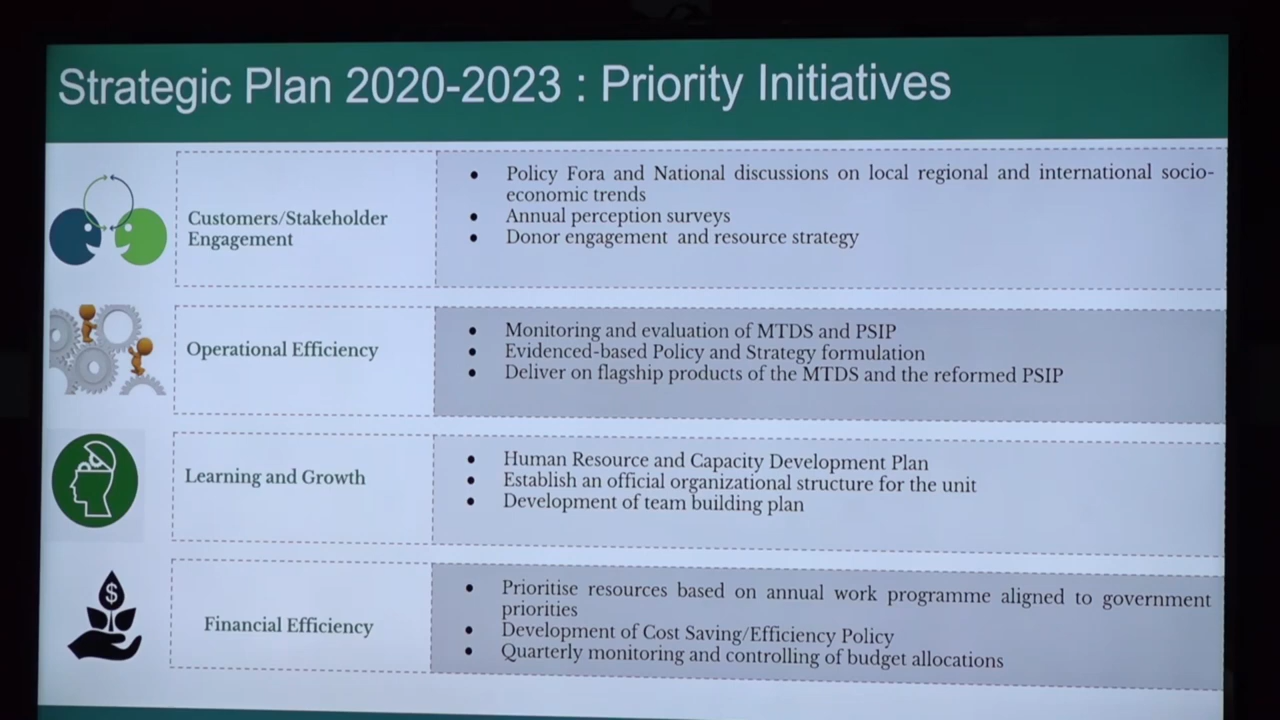 Strategic Plan 2020-2023 : Priority Initiatives
Customers/Stakeholder
Engagement
• Policy Fora and National discussions on local regional and international socio-
economic trends
• Annual perception surveys
• Donor engagement and resource strategy
Operational Efficiency
• Monitoring and evaluation of MTDS and PSIP
• Evidenced-based Policy and Strategy formulation
• Deliver on flagship products of the MTDS and the reformed PSIP
Learning and Growth
• Human Resource and Capacity Development Plan
• Establish an official organizational structure for the unit
• Development of team building plan
$
Financial Efficiency
• Prioritise resources based on annual work programme aligned to government
priorities
• Development of Cost Saving/Efficiency Policy
• Quarterly monitoring and controlling of budget allocations